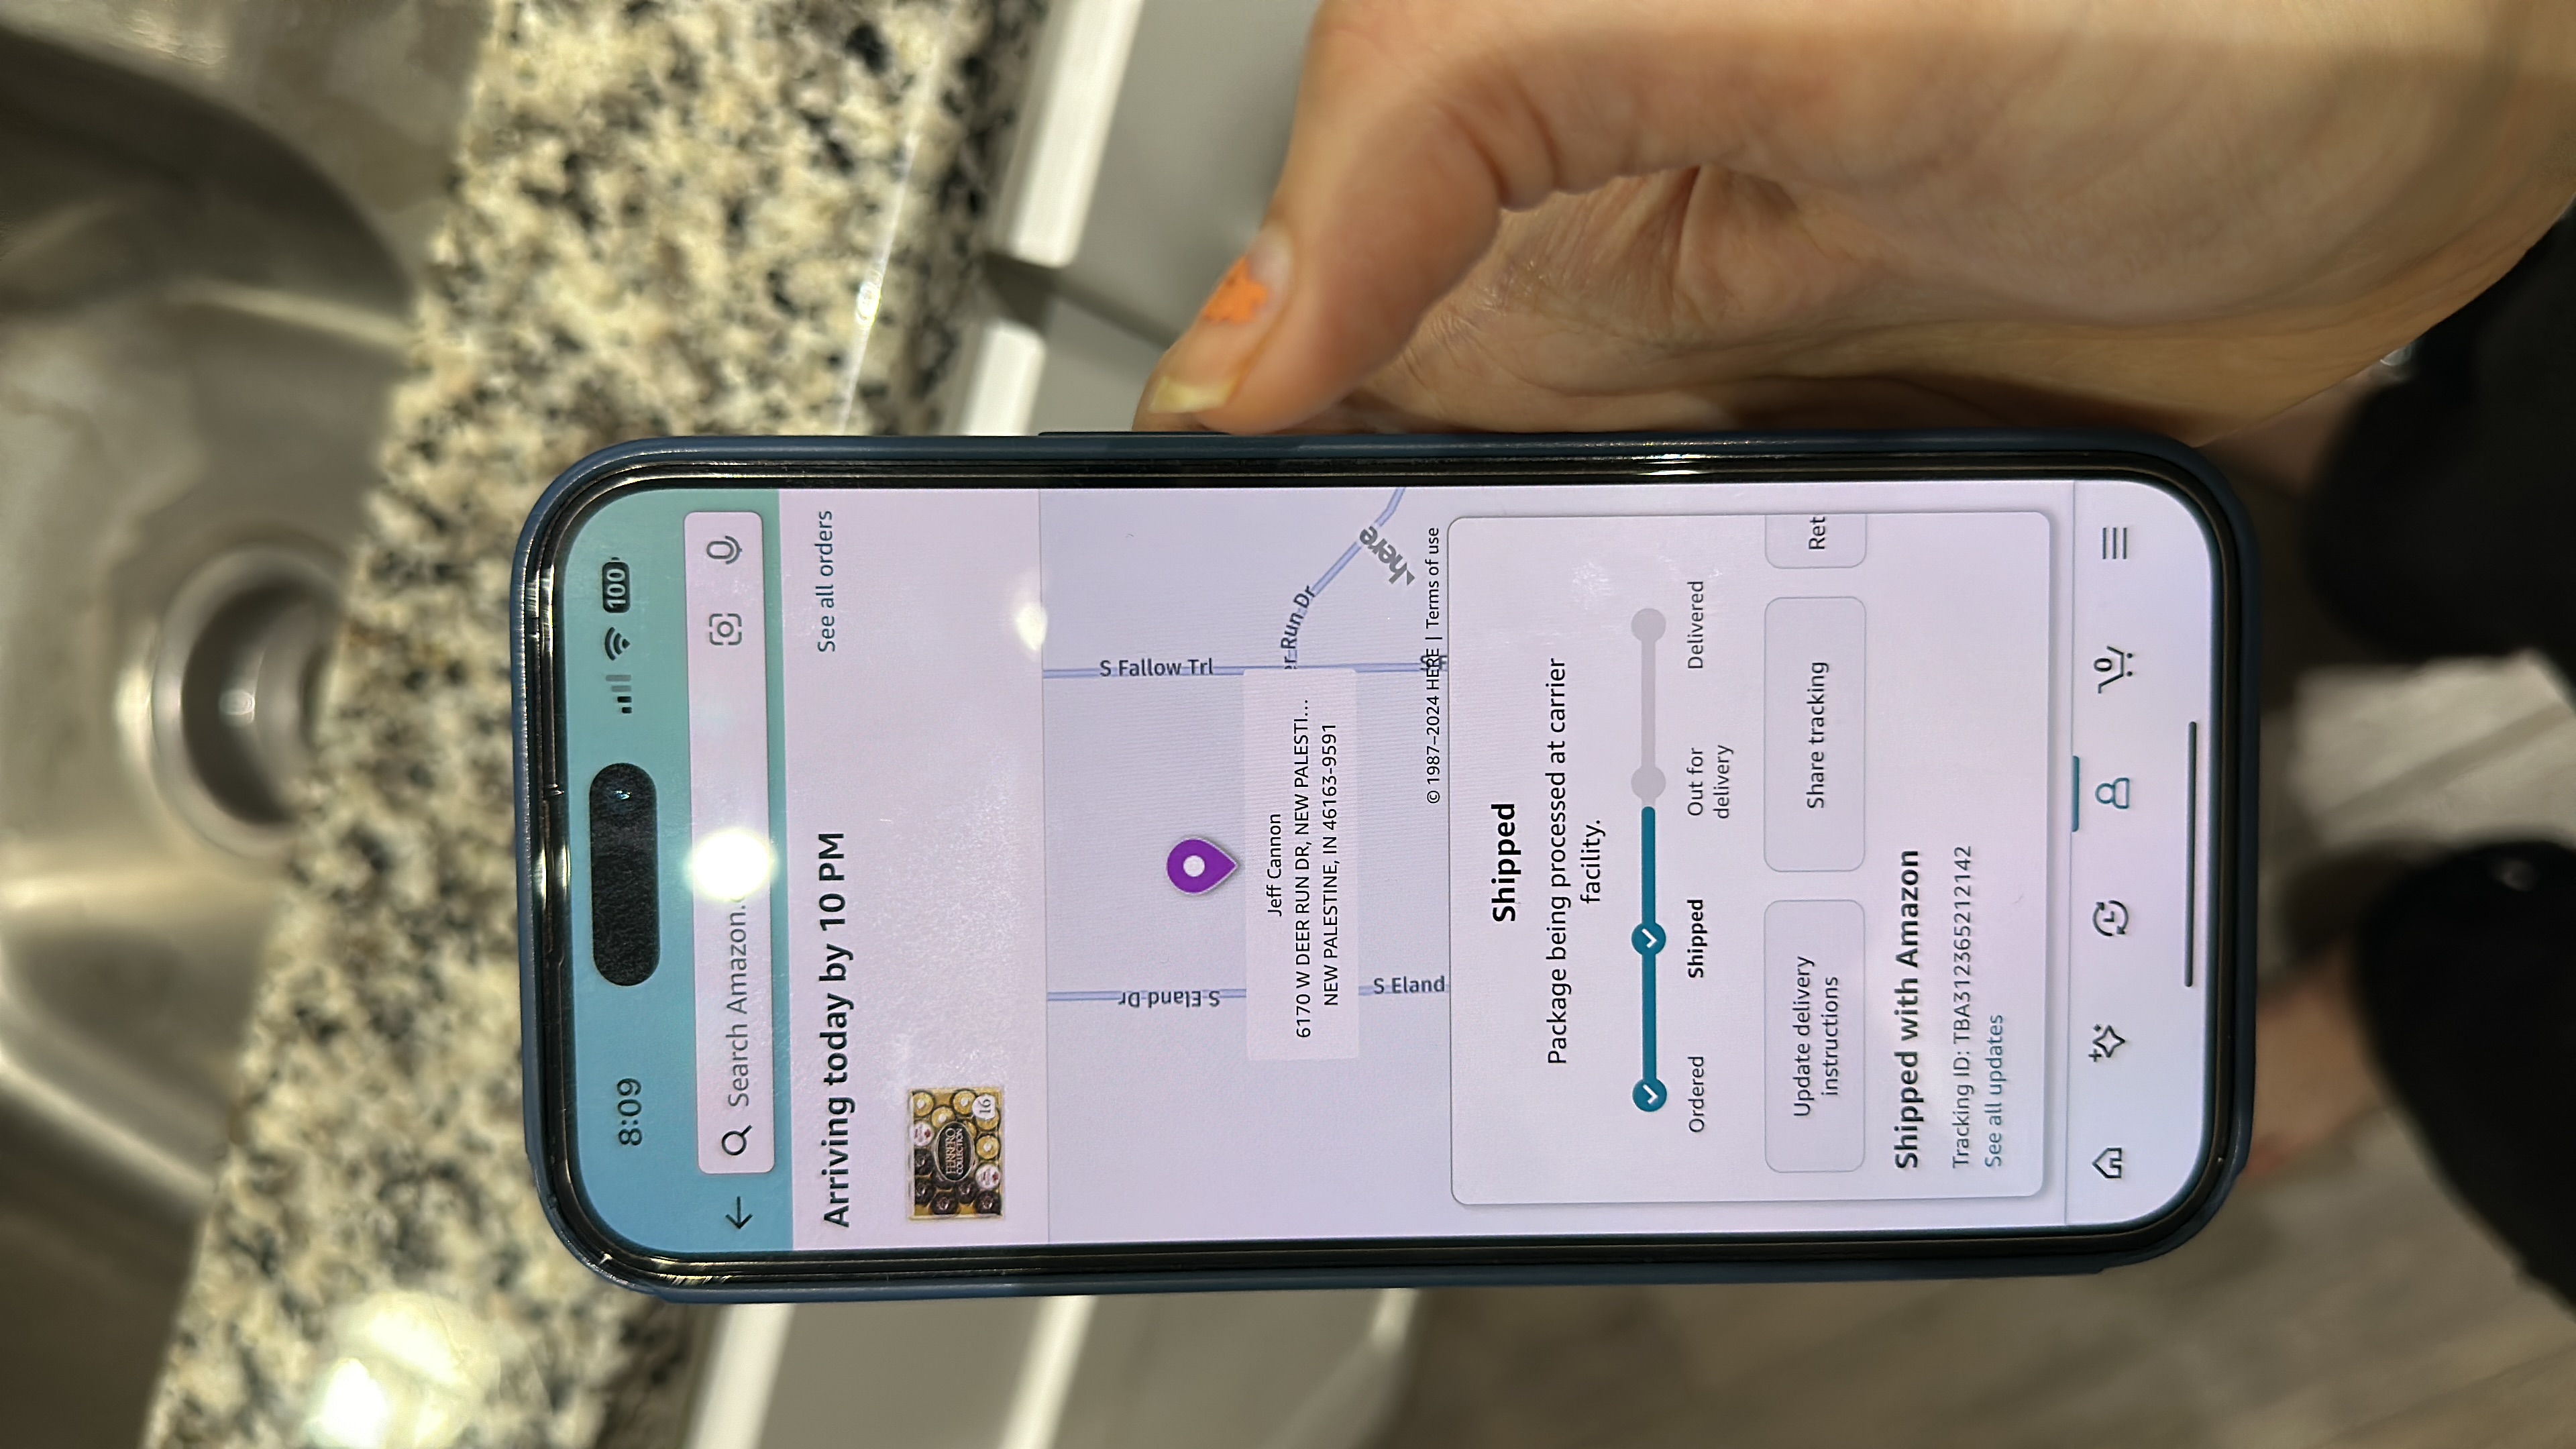 8:09
100
Search Amazon.
Arriving today by 10 PM
See all orders
FERRERO
COLLECTION
16
S Eland Dr
S Fallow Trl
Jeff Cannon
6170 W DEER RUN DR, NEW PALESTI...
NEW PALESTINE, IN 46163-9591
r Run Dr
S Eland
here
© 1987–2024 HERE | Terms of use
Shipped
Package being processed at carrier
facility.
Ordered
Shipped
Out for
delivery
Delivered
Update delivery
instructions
Share tracking
Ret
Shipped with Amazon
Tracking ID: TBA312365212142
See all updates
0